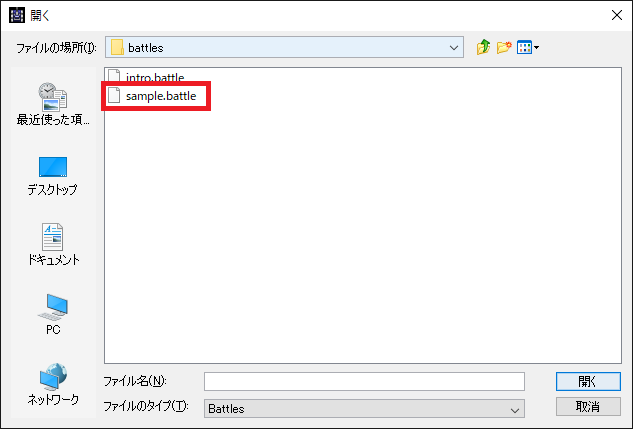 開く
ファイルの場所(I):
battles
intro.battle
sample.battle
最近使った項...
デスクトップ
ドキュメント
PC
ネットワーク
ファイル名(N):
開く
ファイルのタイプ(T):
Battles
取消